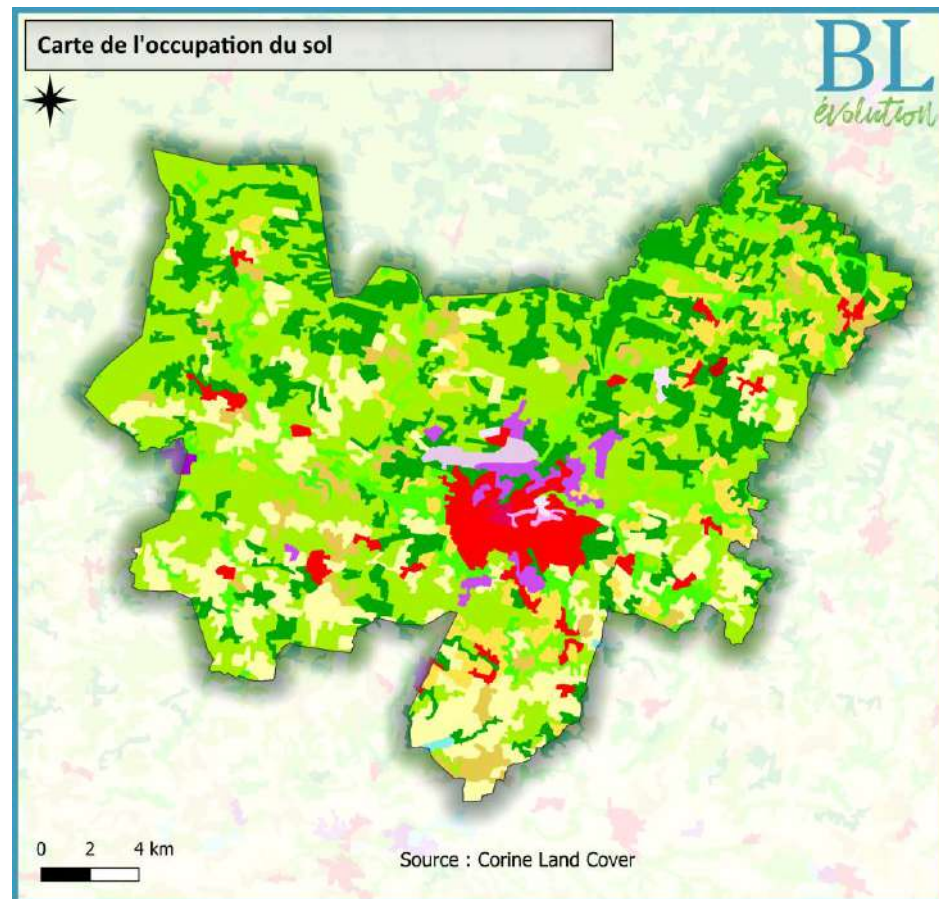 Carte de l'occupation du sol
BL
évolution
0 2 4 km
Source : Corine Land Cover